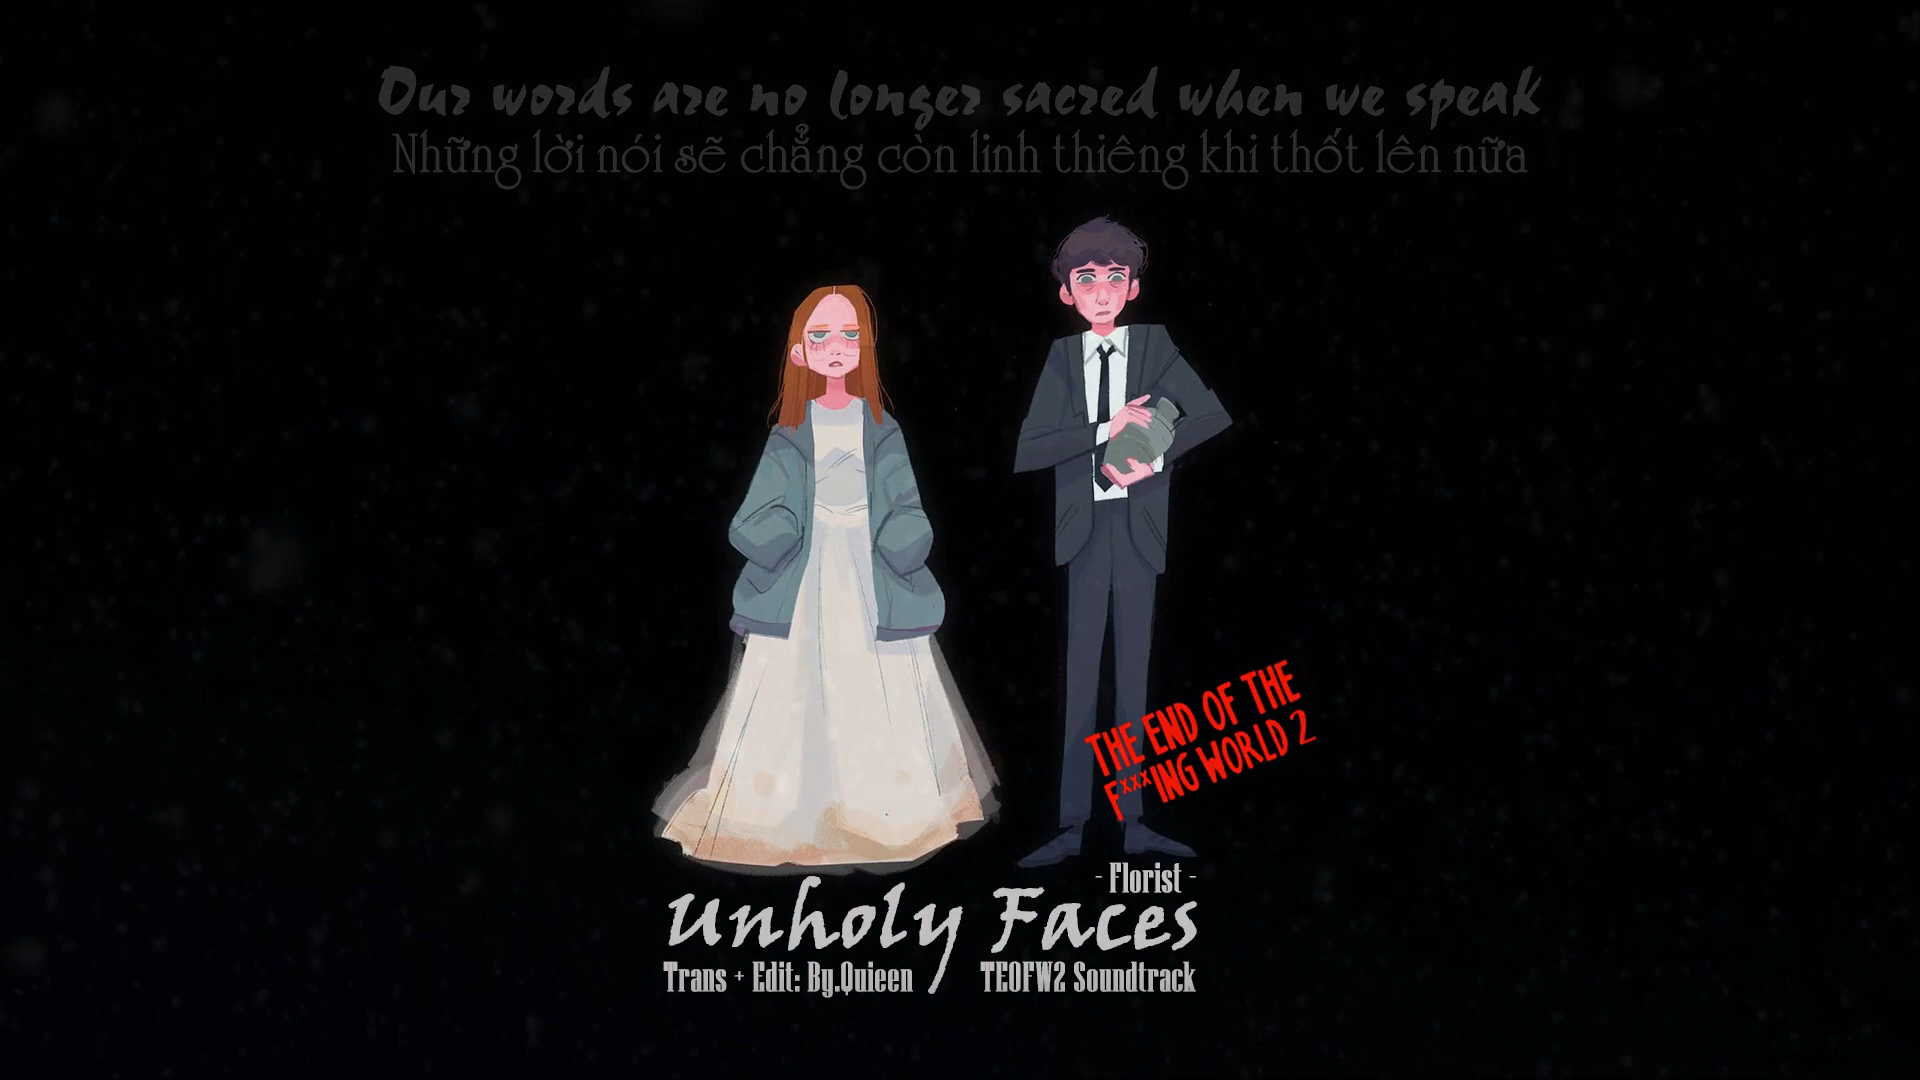 Our words are no longer sacred when we speak
Những lời nói sẽ chẳng còn linh thiêng khi thốt lên nữa
THE END OF THE
F***ING WORLD 2
- Florist -
Unholy Faces
Trans + Edit: By.Quieen
TEOFW2 Soundtrack